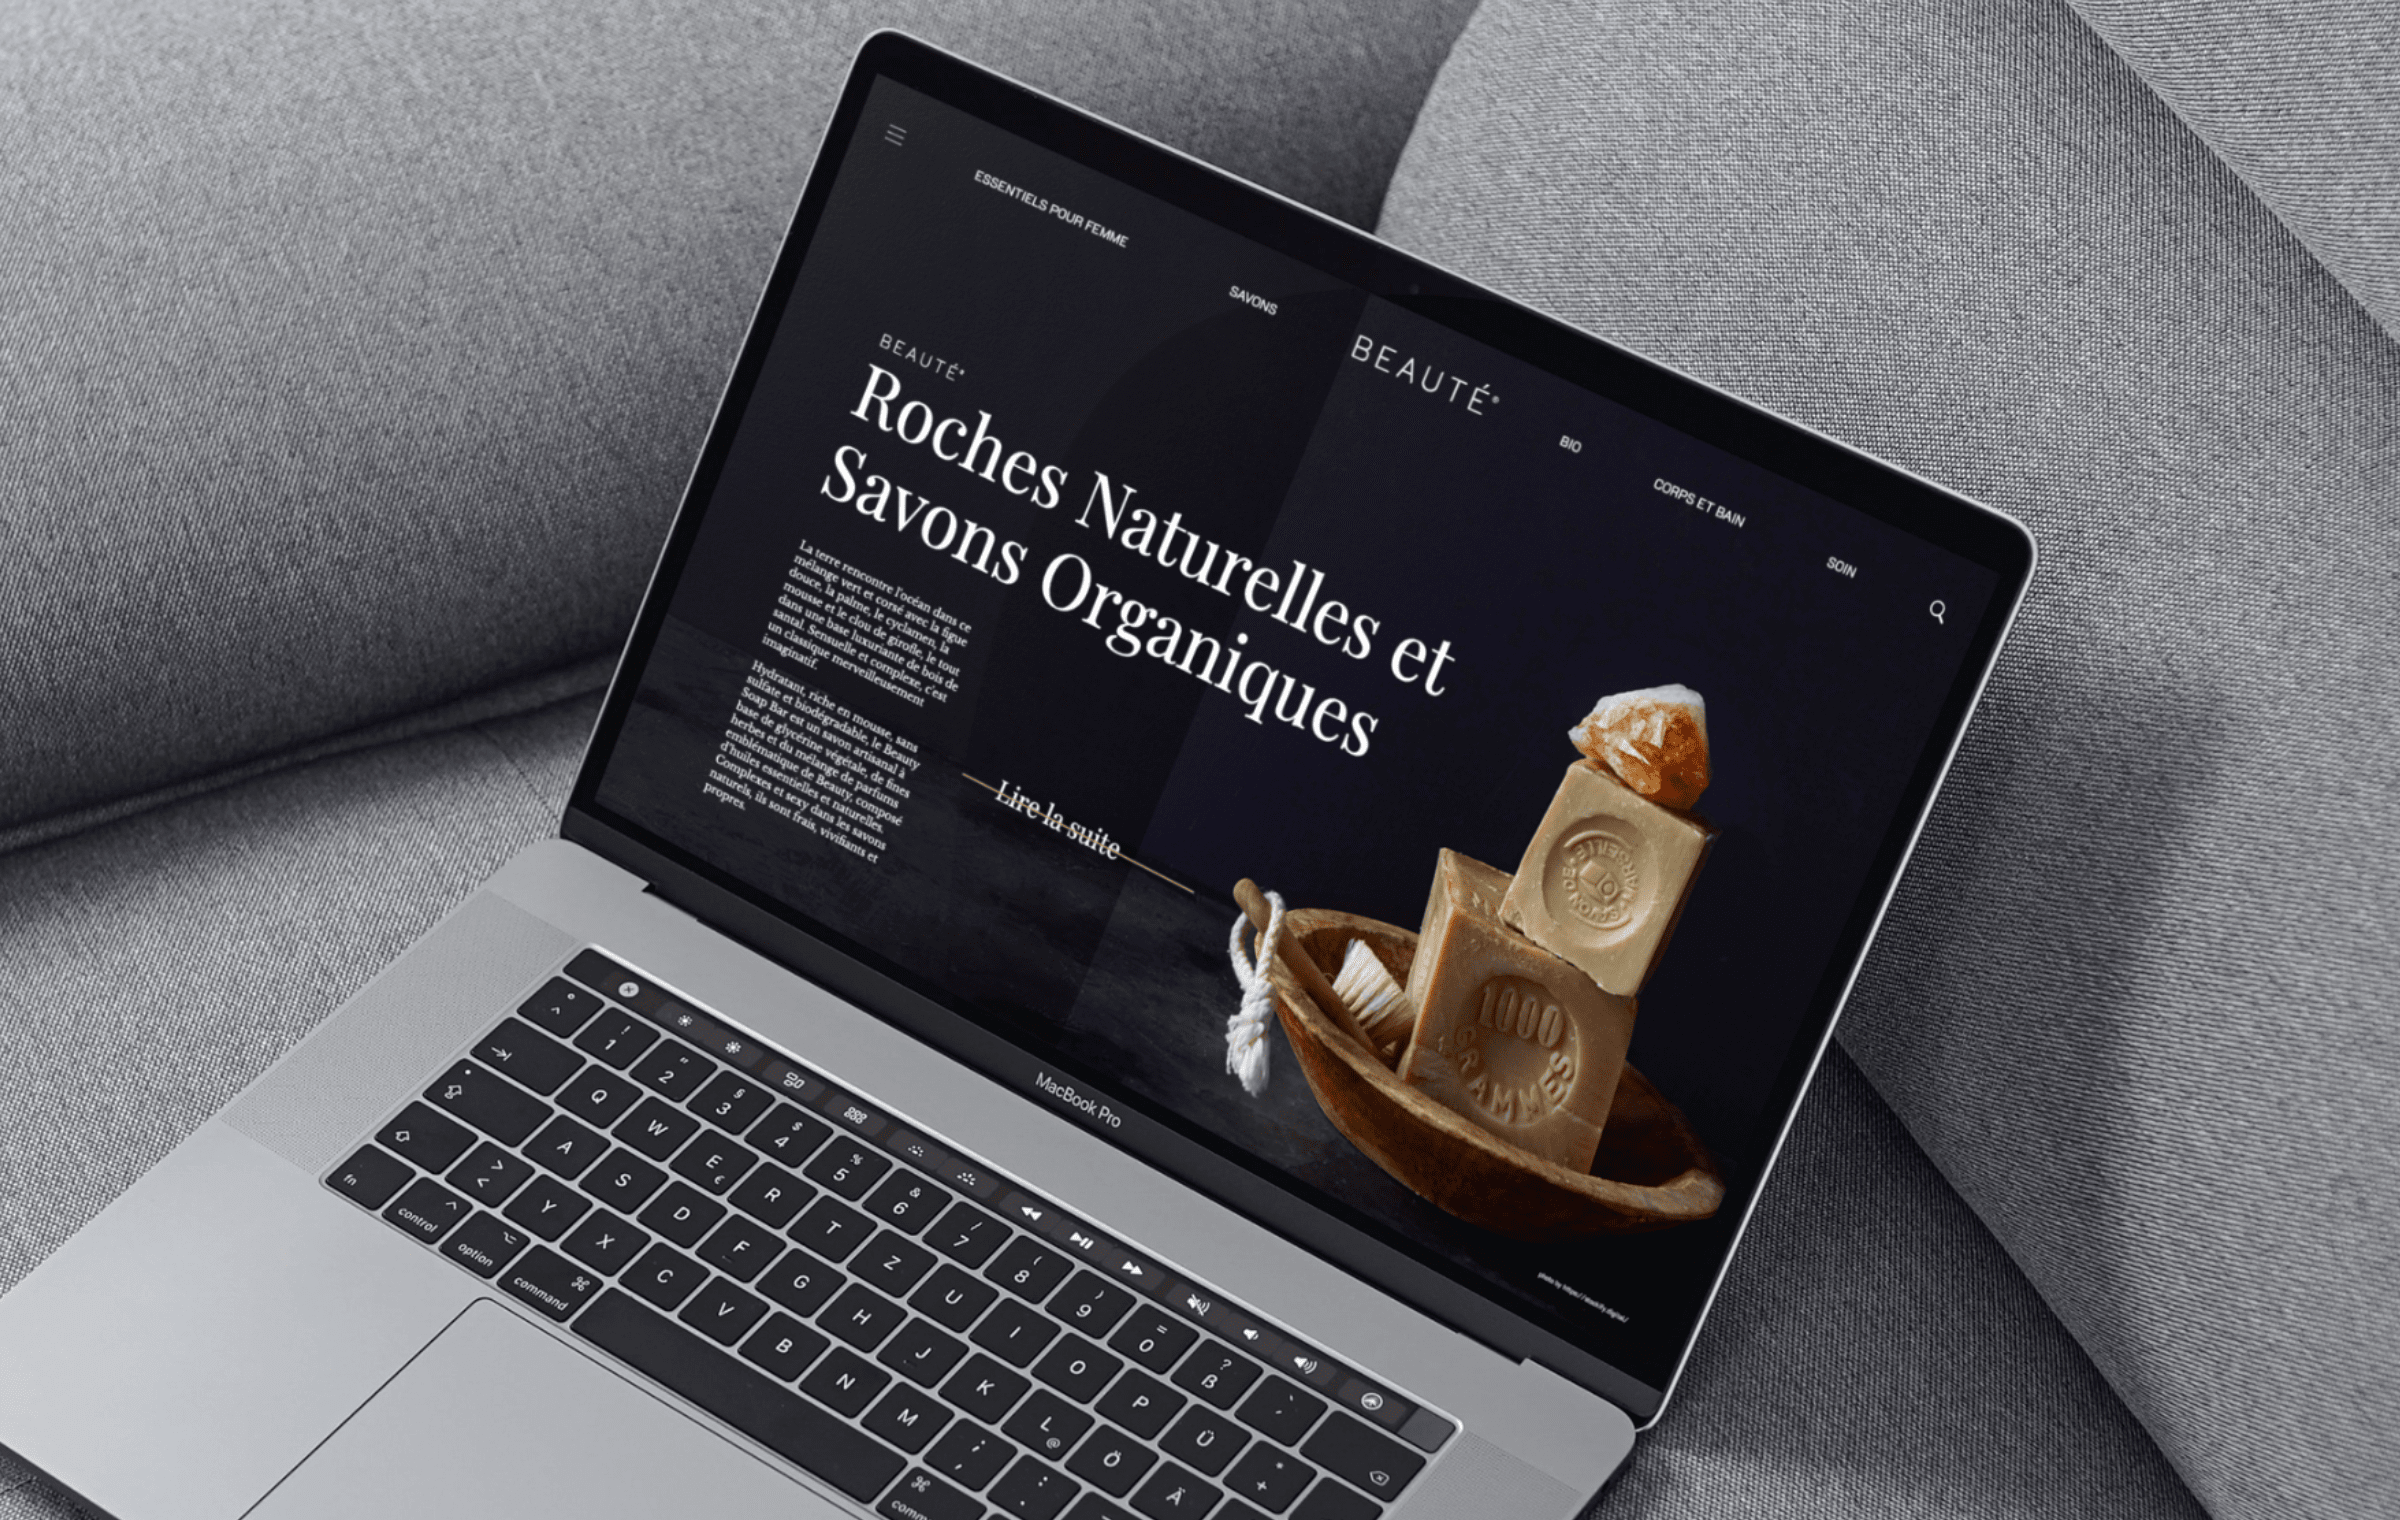 ESSENTIELS POUR FEMME
SAVONS
BEAUTÉ®
BIO
CORPS ET BAIN
SOIN
BEAUTÉ®
Roches Naturelles et
Savons Organiques
La terre rencontre l'océan dans ce
mélange vert et corsé avec la figue
douce, la palme, le cyclamen, la
mousse et le clou de girofle, le tout
dans une base luxuriante de bois de
santal. Sensuelle et complexe, c'est
un classique merveilleusement
imaginatif.
Hydratant, riche en mousse, sans
sulfate et biodégradable, le Beauty
Soap Bar est un savon artisanal à
base de glycérine végétale, de fines
herbes et du mélange de parfums
emblématique de Beauty, composé
d'huiles essentielles et naturelles.
Complexes et sexy dans les savons
naturels, ils sont frais, vivifiants et
propres.
Lire la suite
MARSEILLE
1000
GRAMMES
photo by
MacBook Pro
^ °
! 1
" 2
§ 3
$ 4
% 5
& 6
/ 7
( 8
) 9
= 0
? ß
Q W E € R T Z U I O P Ü * +
A S D F G H J K L @ Ö Ä
> < Y X C V B N M ; , : .
fn
control
option
command